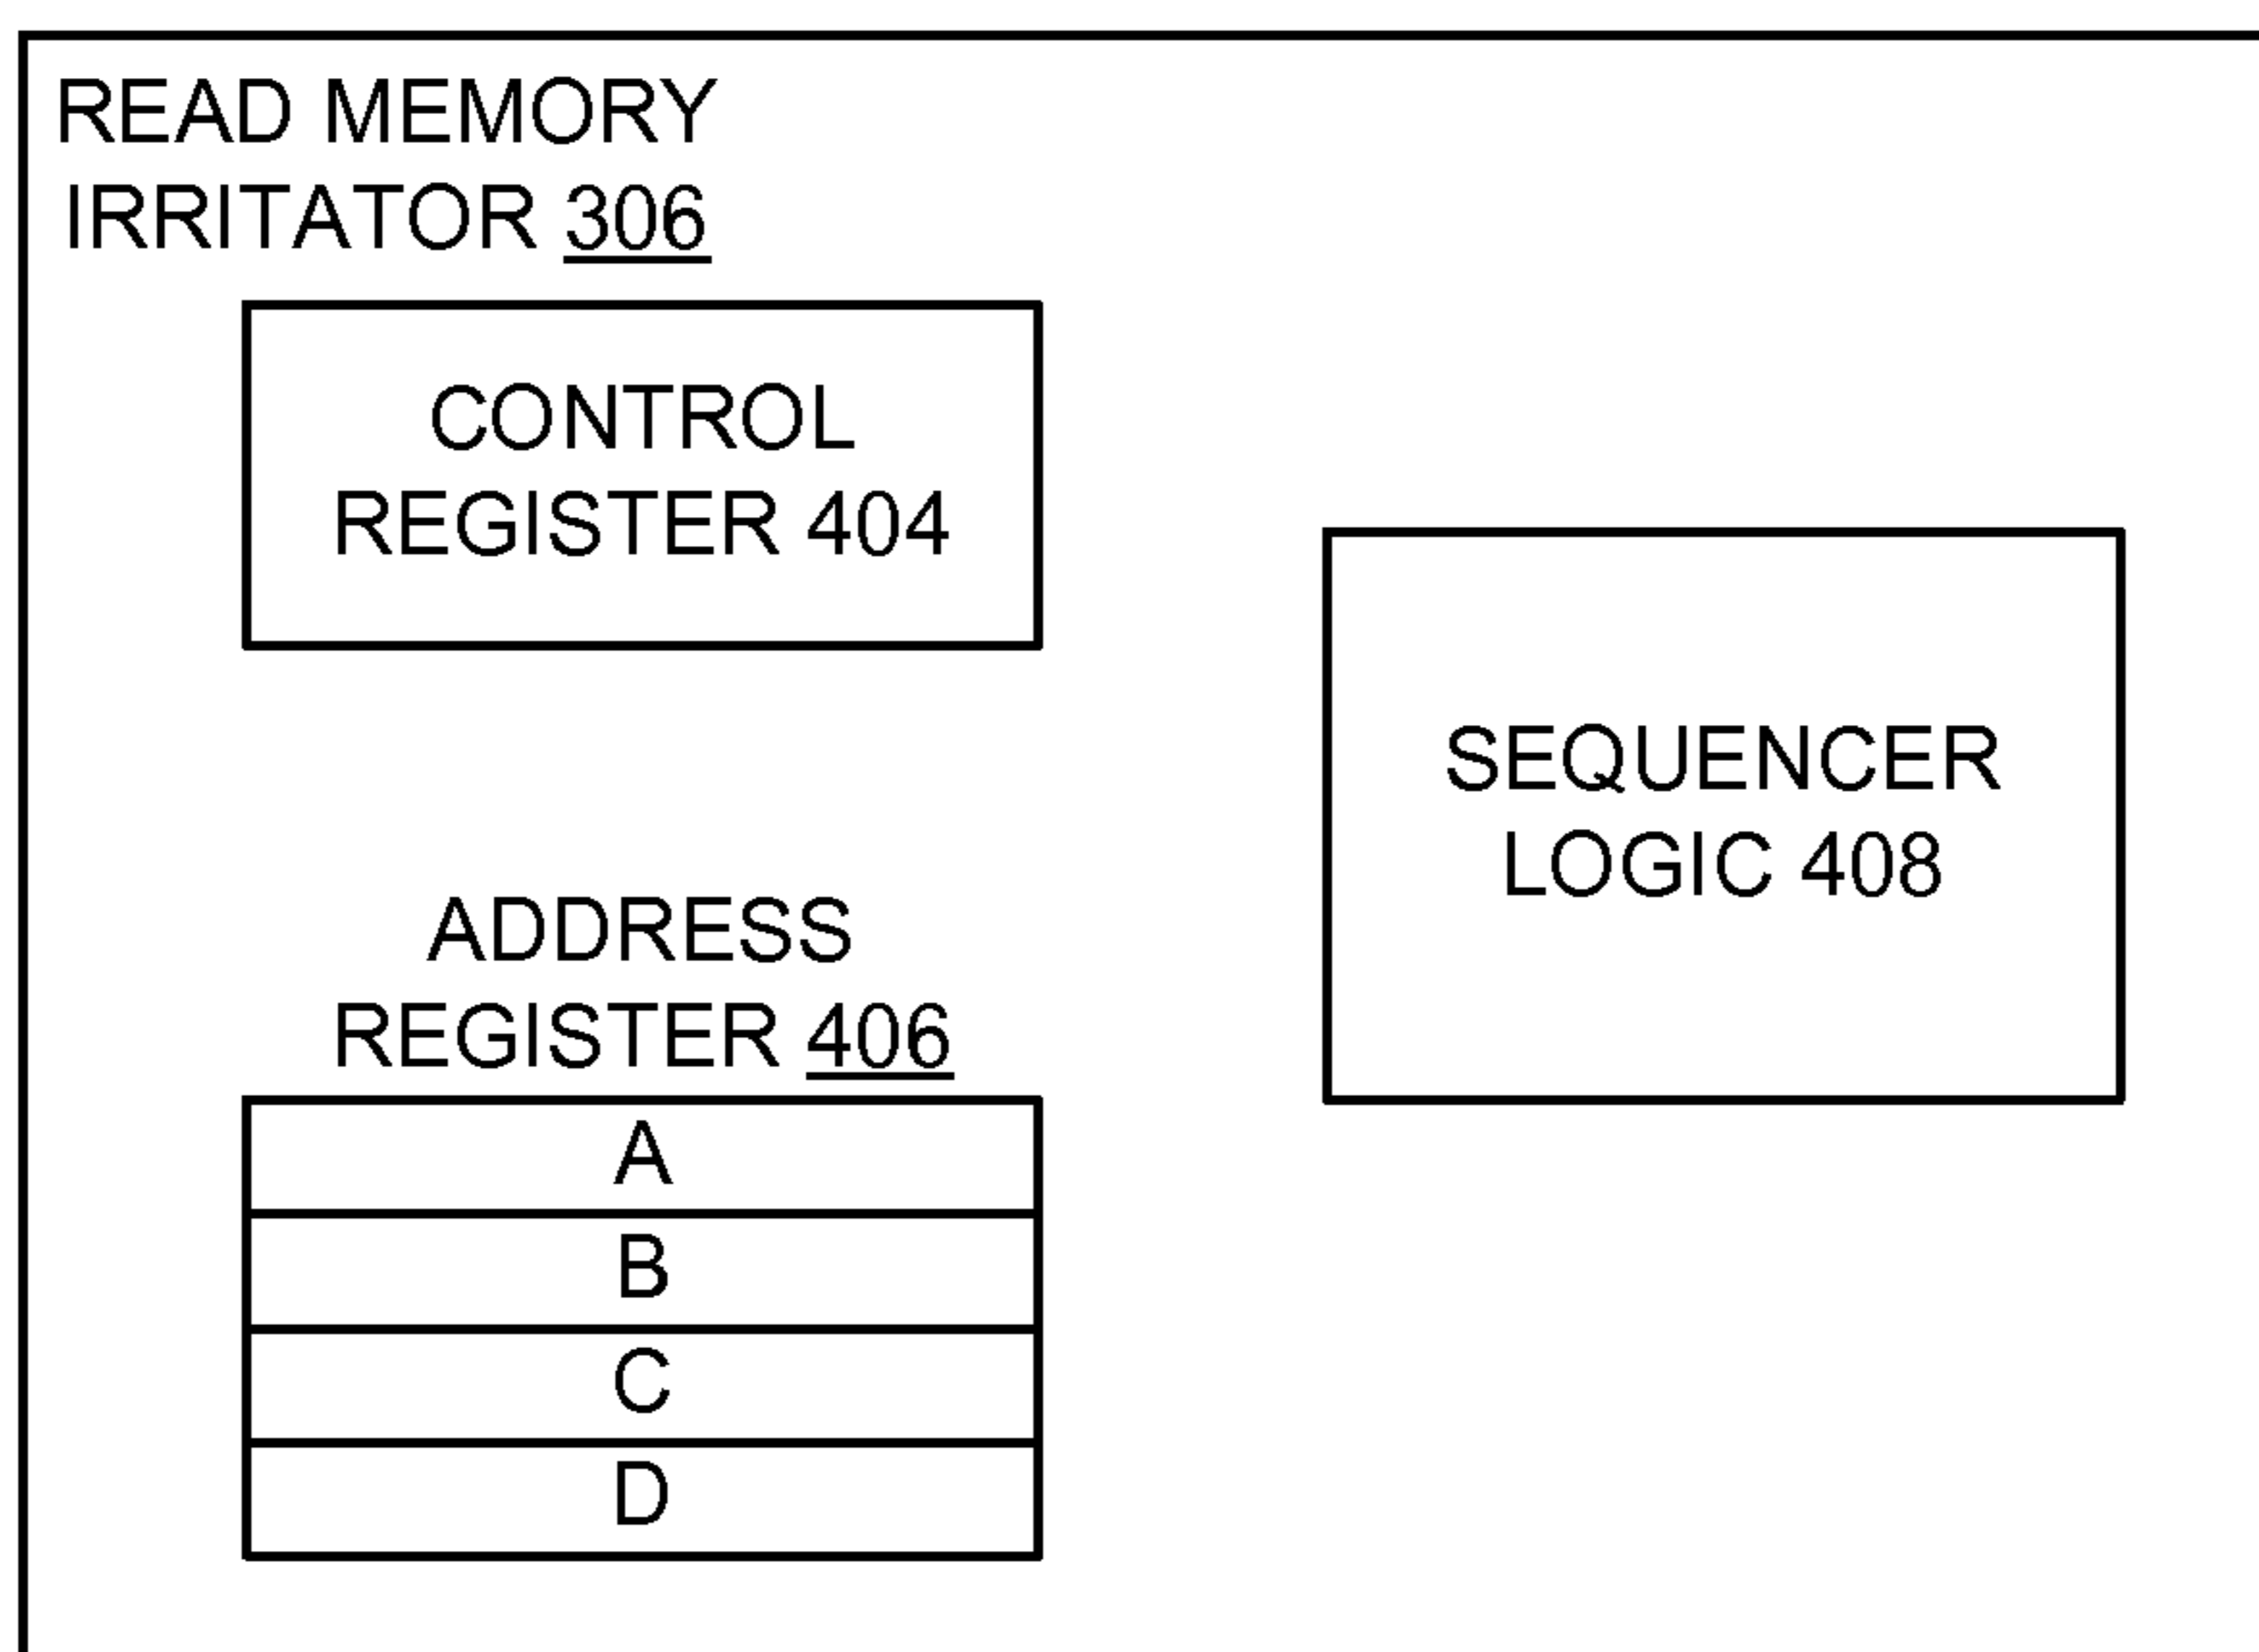 READ MEMORY
IRRITATOR 306
CONTROL
REGISTER 404
SEQUENCER
LOGIC 408
ADDRESS
REGISTER 406
A
B
C
D